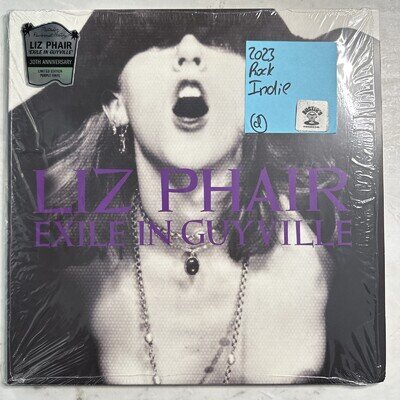 LIZ PHAIR
"EXILE IN GUYVILLE"
30TH ANNIVERSARY
LIMITED EDITION
PURPLE VINYL
2023
Rock
Indie
(d)
LIZ PHAIR
EXILE IN GUYVILLE